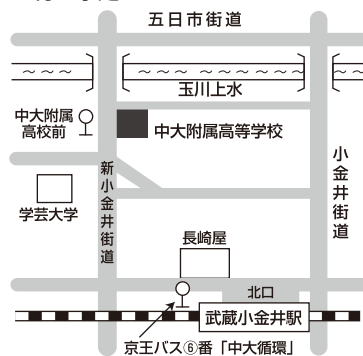 五日市街道
玉川上水
中大附属
高校前
中大附属高等学校
新小金井街道
小金井街道
学芸大学
長崎屋
北口
武蔵小金井駅
京王バス⑥番「中大循環」